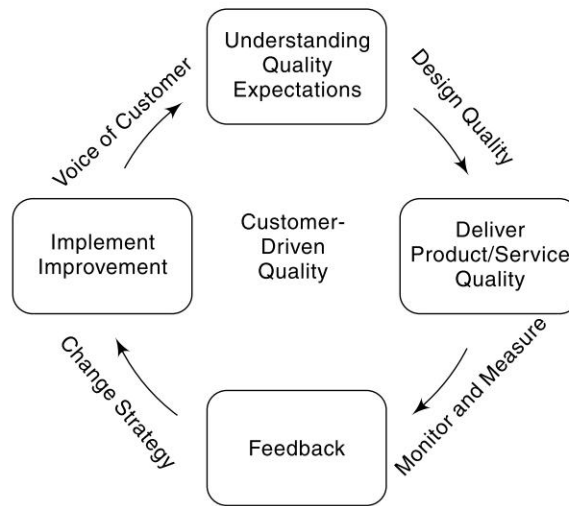 Understanding
Quality
Expectations
Design Quality
Deliver
Product/Service
Quality
Monitor and Measure
Feedback
Change Strategy
Implement
Improvement
Voice of Customer
Customer-
Driven
Quality